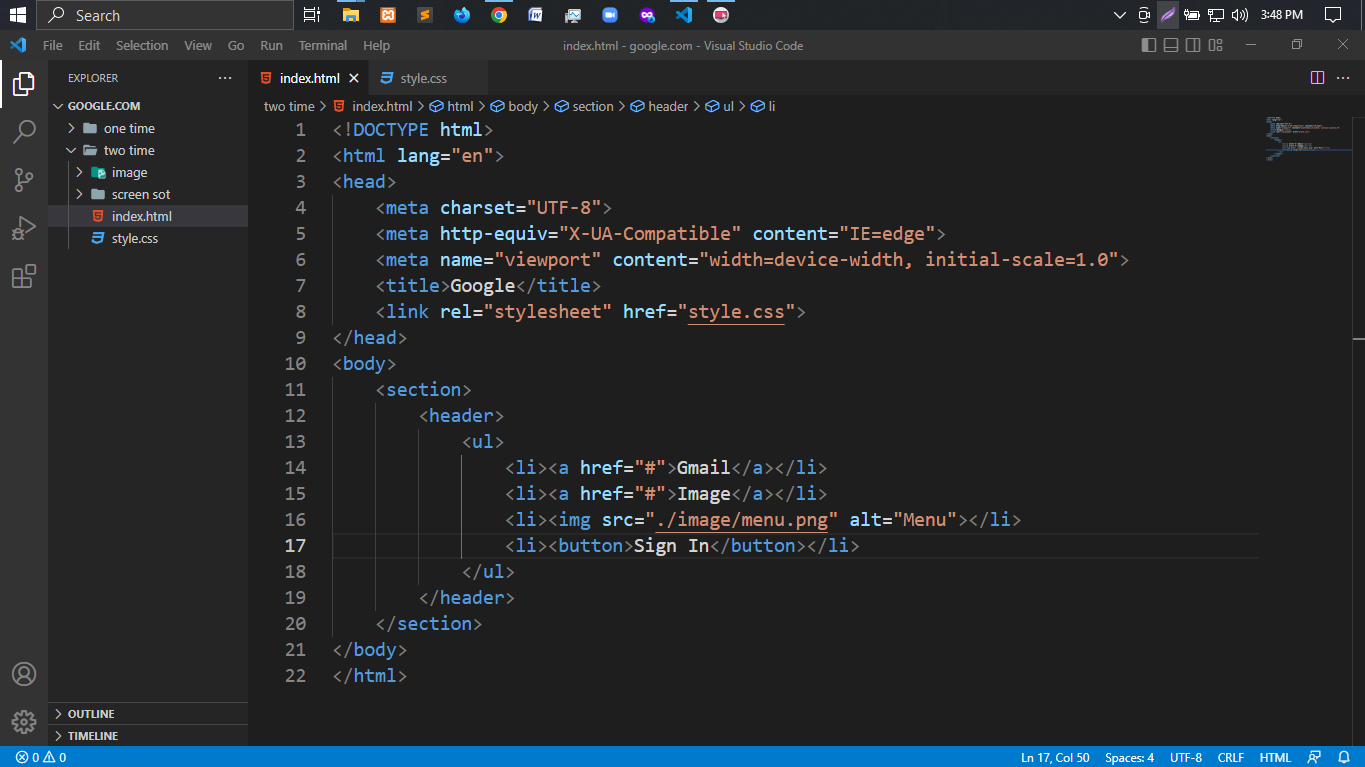 Search
3:48 PM
File Edit Selection View Go Run Terminal Help
index.html - google.com - Visual Studio Code
EXPLORER
index.html
style.css
GOOGLE.COM
two time > index.html > html > body > section > header > ul > li
one time
two time
image
screen sot
index.html
style.css
1 <!DOCTYPE html>
2 <html lang="en">
3 <head>
4 <meta charset="UTF-8">
5 <meta http-equiv="X-UA-Compatible" content="IE=edge">
6 <meta name="viewport" content="width=device-width, initial-scale=1.0">
7 <title>Google</title>
8 <link rel="stylesheet" href="style.css">
9 </head>
10 <body>
11 <section>
12 <header>
13 <ul>
14 <li><a href="#">Gmail</a></li>
15 <li><a href="#">Image</a></li>
16 <li><img src="./image/menu.png" alt="Menu"></li>
17 <li><button>Sign In</button></li>
18 </ul>
19 </header>
20 </section>
21 </body>
22 </html>
OUTLINE
TIMELINE
0 0
Ln 17, Col 50 Spaces: 4 UTF-8 CRLF HTML